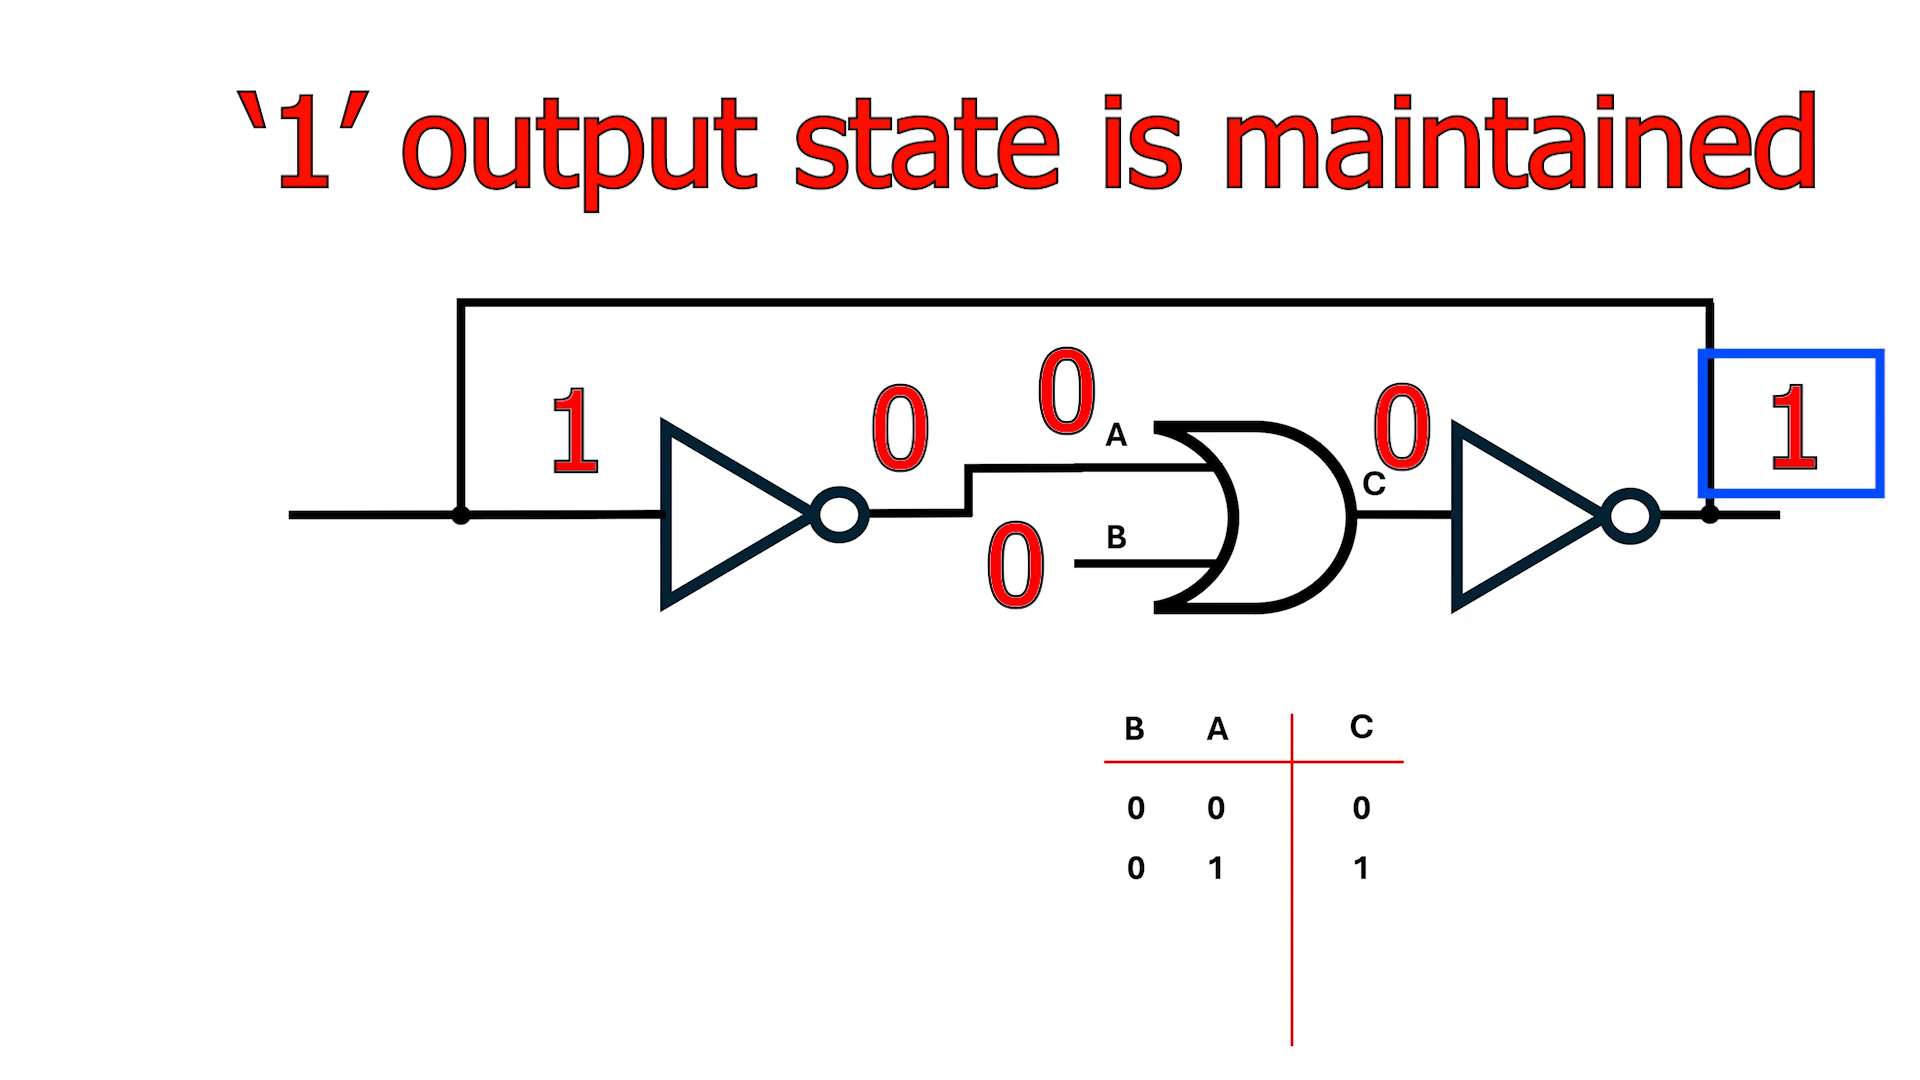 ‘1’ output state is maintained
1 0 0 0 1
A
C
B
0
B A C
0 0 0
0 1 1